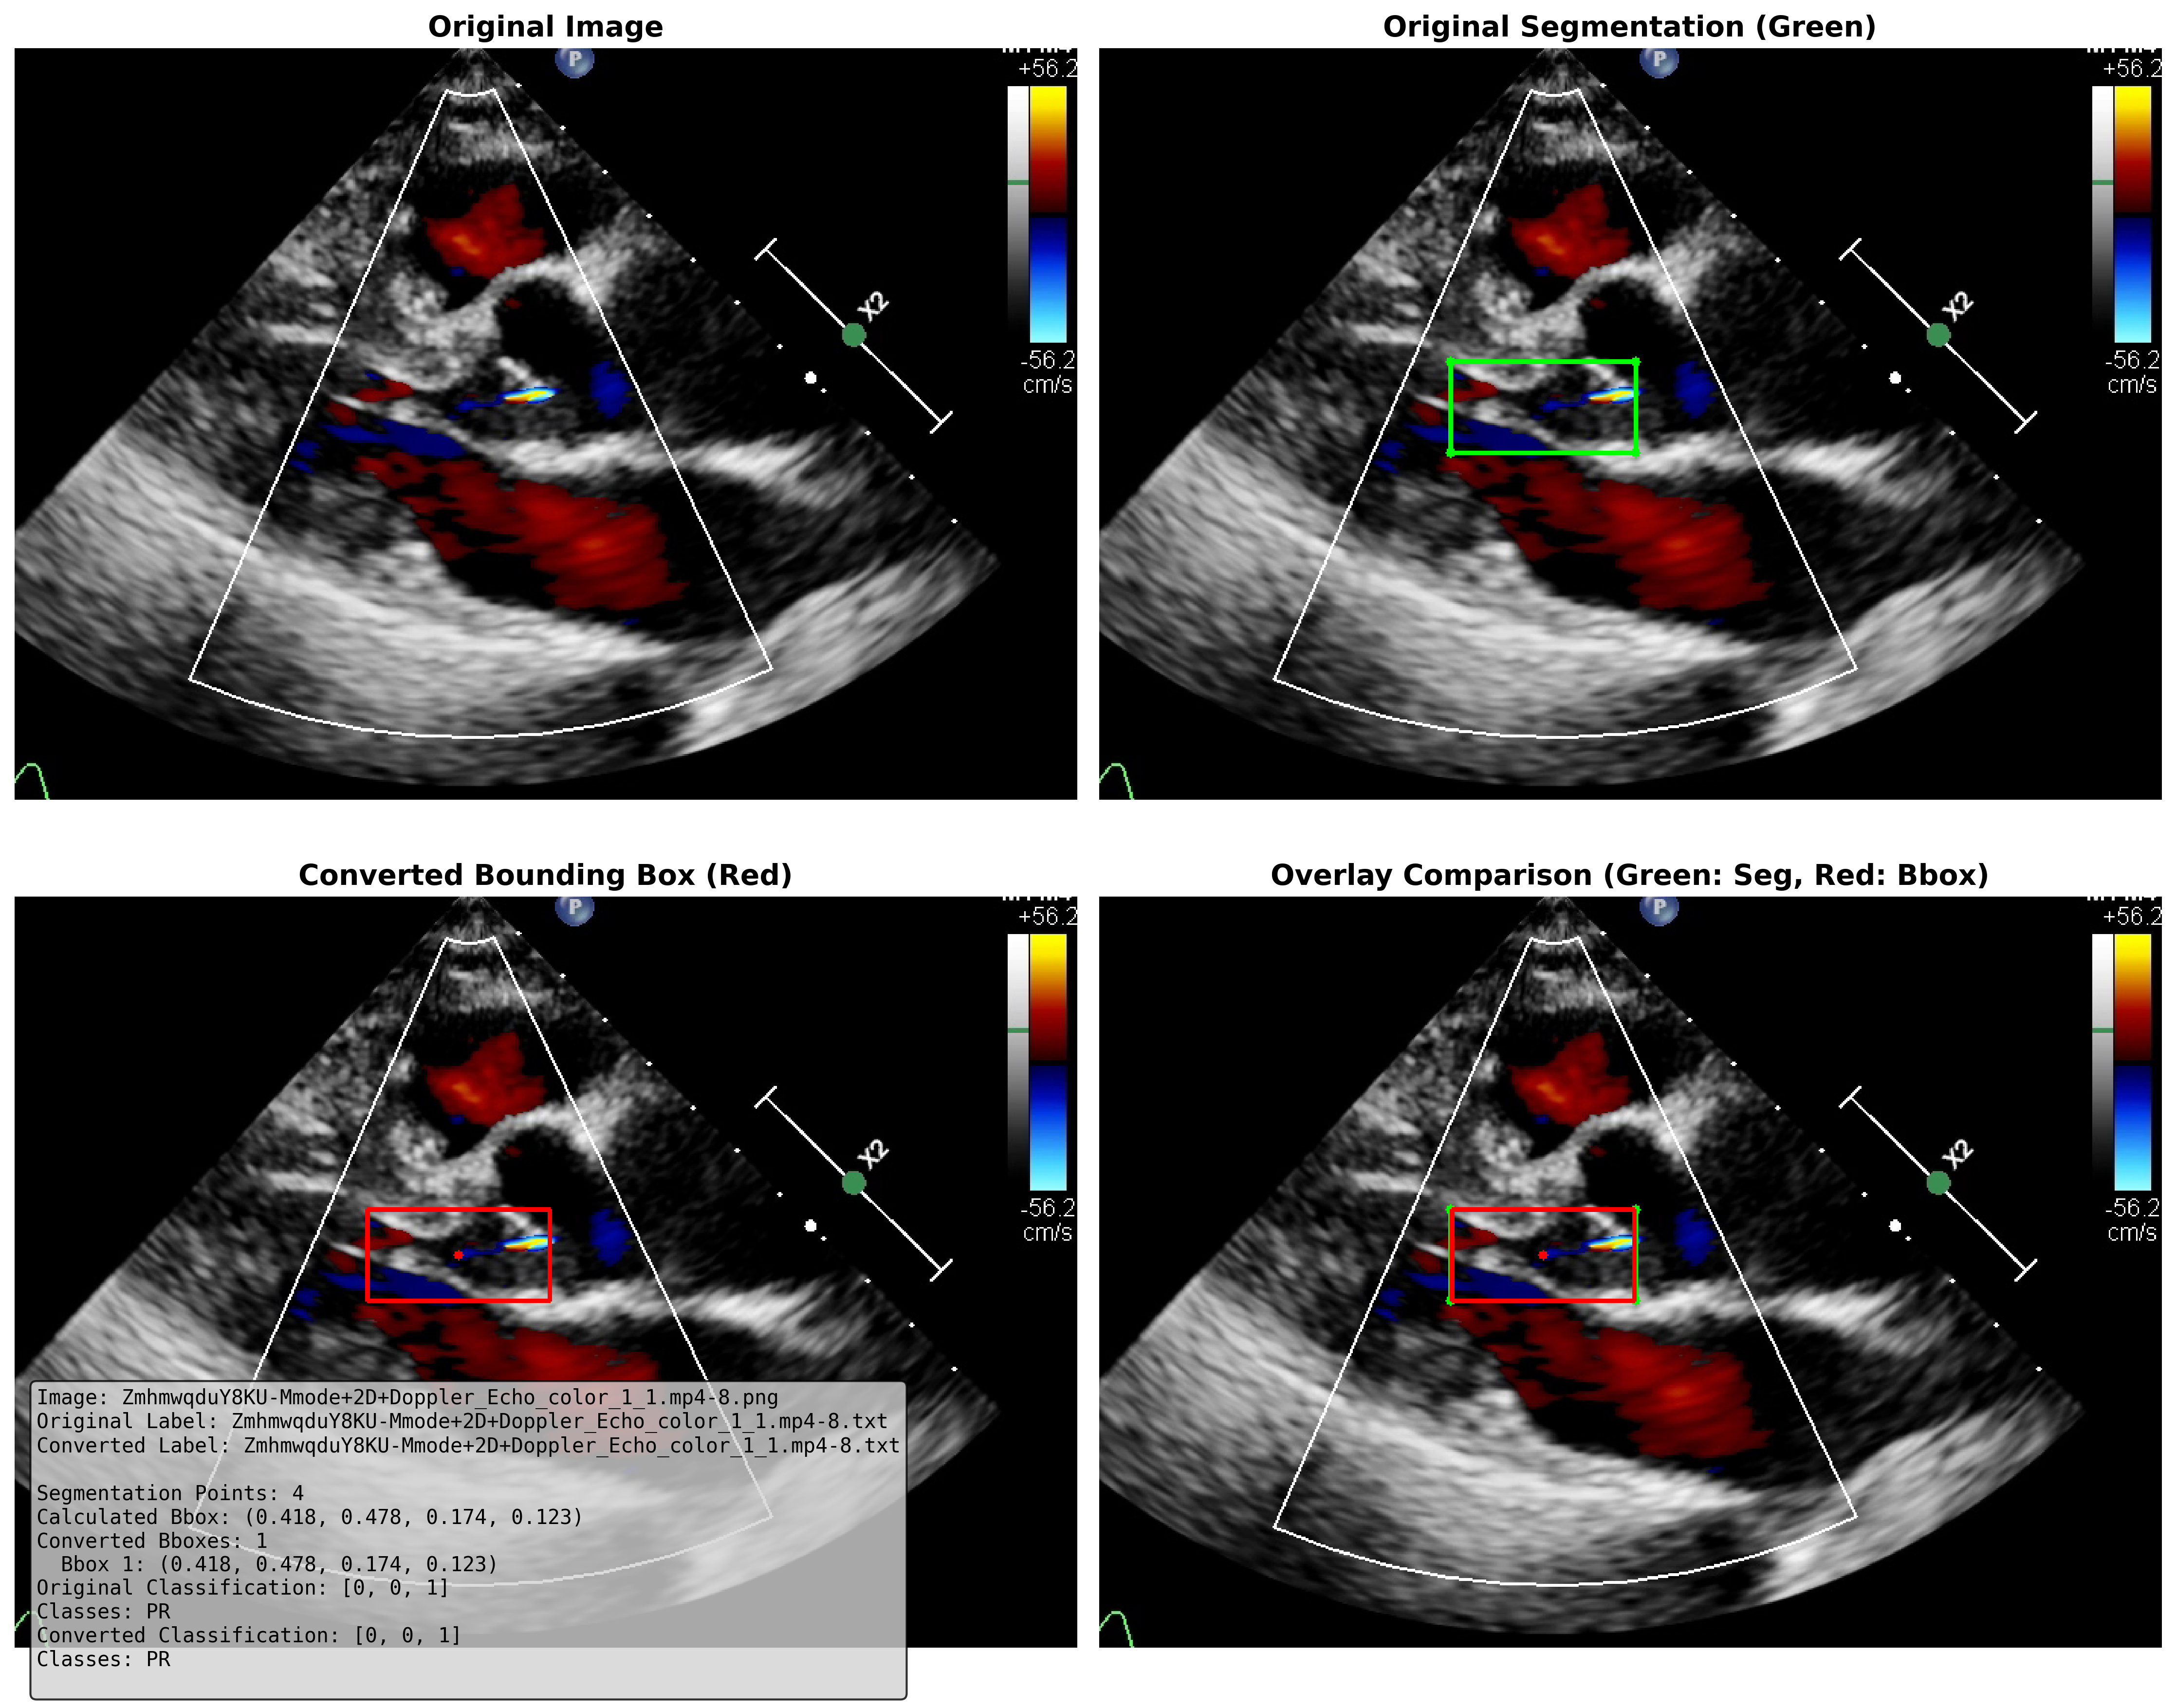 Original Image
Original Segmentation (Green)
P
+56.2
-56.2
cm/s
X2
P
+56.2
-56.2
cm/s
X2
Converted Bounding Box (Red)
Overlay Comparison (Green: Seg, Red: Bbox)
P
+56.2
-56.2
cm/s
X2
P
+56.2
-56.2
cm/s
X2
Image: ZmhmwqduY8KU-Mmode+2D+Doppler_Echo_color_1_1.mp4-8.png
Original Label: ZmhmwqduY8KU-Mmode+2D+Doppler_Echo_color_1_1.mp4-8.txt
Converted Label: ZmhmwqduY8KU-Mmode+2D+Doppler_Echo_color_1_1.mp4-8.txt
Segmentation Points: 4
Calculated Bbox: (0.418, 0.478, 0.174, 0.123)
Converted Bboxes: 1
Bbox 1: (0.418, 0.478, 0.174, 0.123)
Original Classification: [0, 0, 1]
Classes: PR
Converted Classification: [0, 0, 1]
Classes: PR